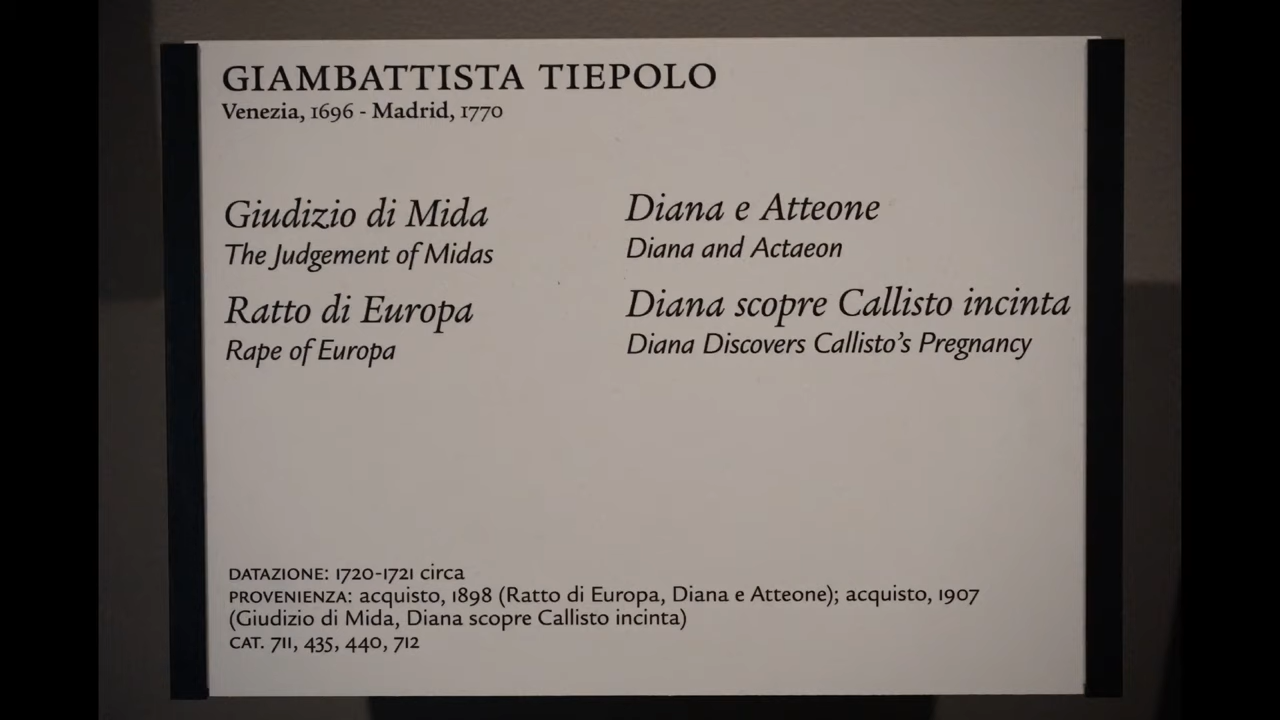 GIAMBATTISTA TIEPOLO
Venezia, 1696 - Madrid, 1770
Giudizio di Mida
The Judgement of Midas
Ratto di Europa
Rape of Europa
Diana e Atteone
Diana and Actaeon
Diana scopre Callisto incinta
Diana Discovers Callisto's Pregnancy
DATAZIONE: 1720-1721 circa
PROVENIENZA: acquisto, 1898 (Ratto di Europa, Diana e Atteone); acquisto, 1907
(Giudizio di Mida, Diana scopre Callisto incinta)
CAT. 711, 435, 440, 712